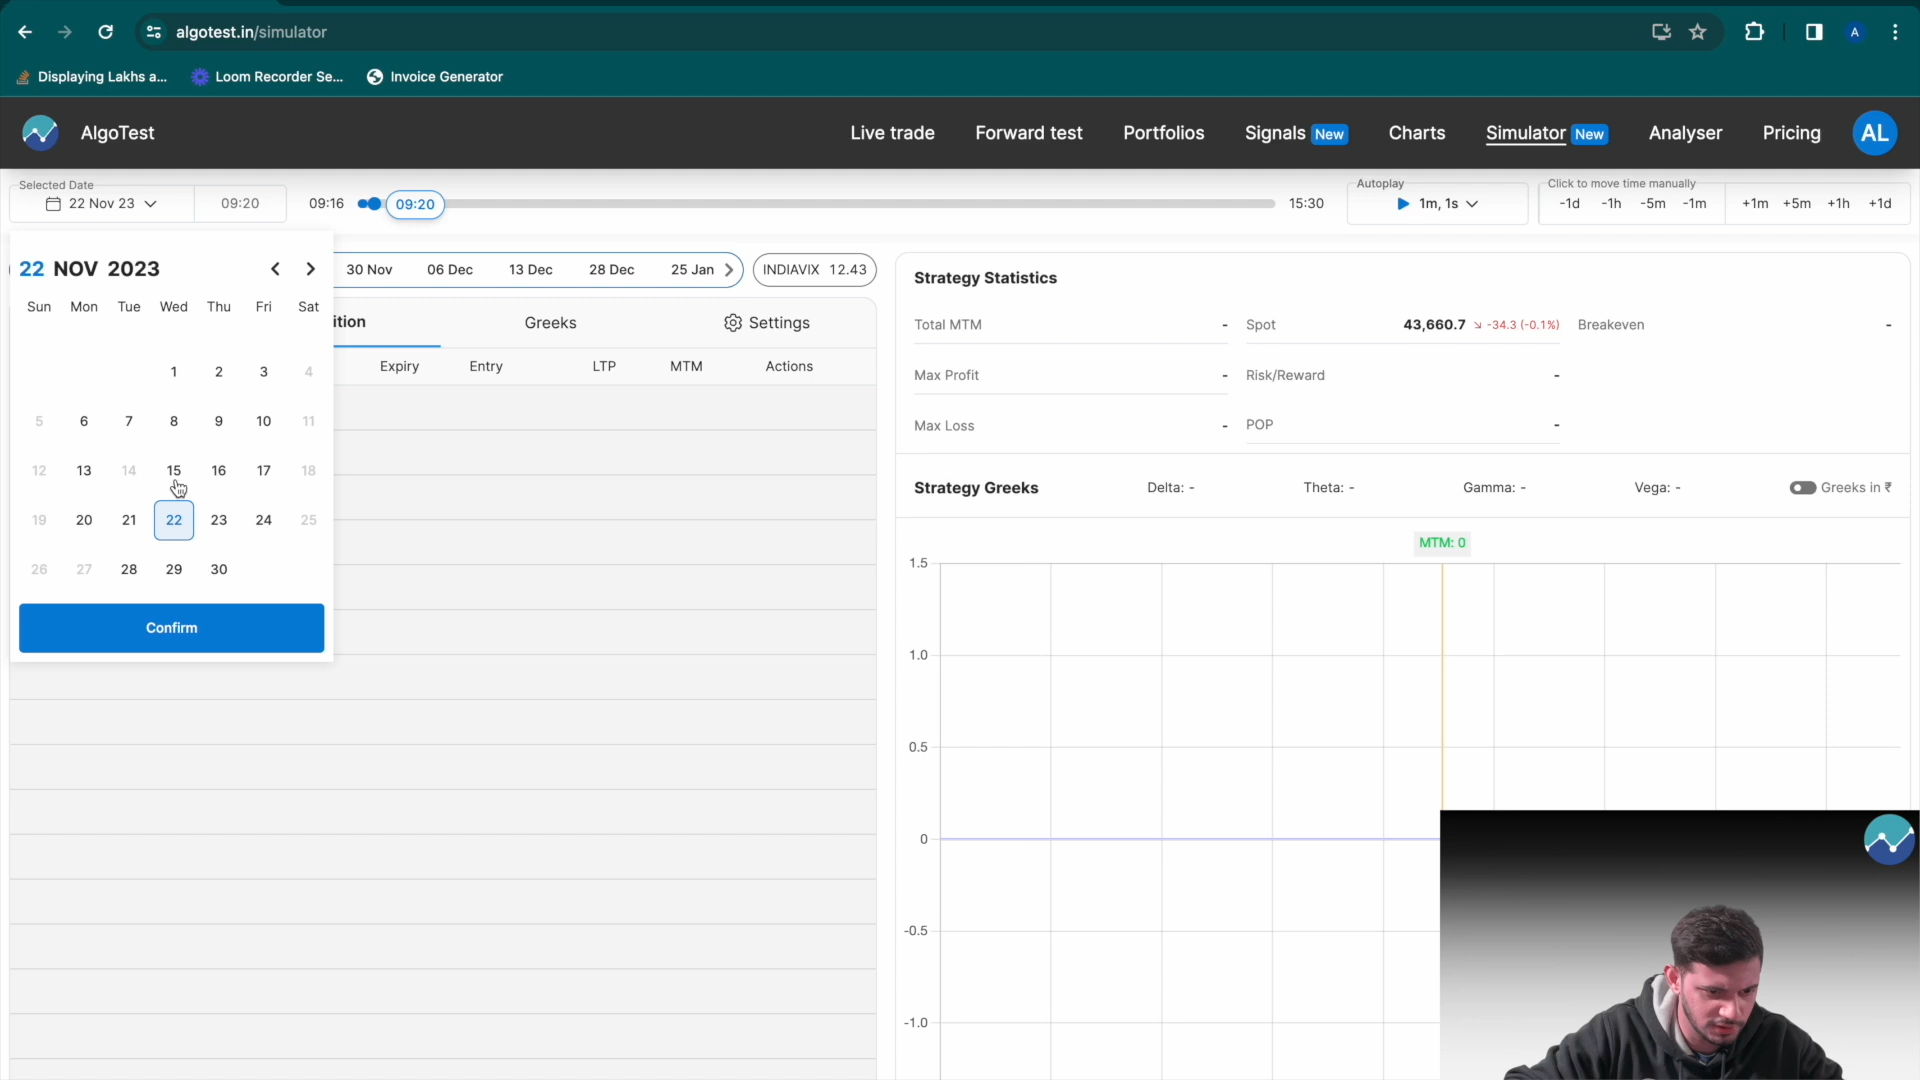 algotest.in/simulator
A
Displaying Lakhs a...
Loom Recorder Se...
Invoice Generator
AlgoTest
Live trade
Forward test
Portfolios
Signals New
Charts
Simulator New
Analyser
Pricing
AL
Selected Date
22 Nov 23
09:20
09:16
09:20
15:30
Autoplay
1m, 1s
Click to move time manually
-1d -1h -5m -1m +1m +5m +1h +1d
22 NOV 2023
Sun Mon Tue Wed Thu Fri Sat
1 2 3 4
5 6 7 8 9 10 11
12 13 14 15 16 17 18
19 20 21 22 23 24 25
26 27 28 29 30
Confirm
30 Nov 06 Dec 13 Dec 28 Dec 25 Jan
INDIAVIX 12.43
ition
Greeks
Settings
Expiry Entry LTP MTM Actions
Strategy Statistics
Total MTM -
Spot 43,660.7 -34.3 (-0.1%)
Breakeven -
Max Profit -
Risk/Reward -
Max Loss -
POP -
Strategy Greeks
Delta: -
Theta: -
Gamma: -
Vega: -
Greeks in ₹
MTM: 0
1.5
1.0
0.5
0
-0.5
-1.0